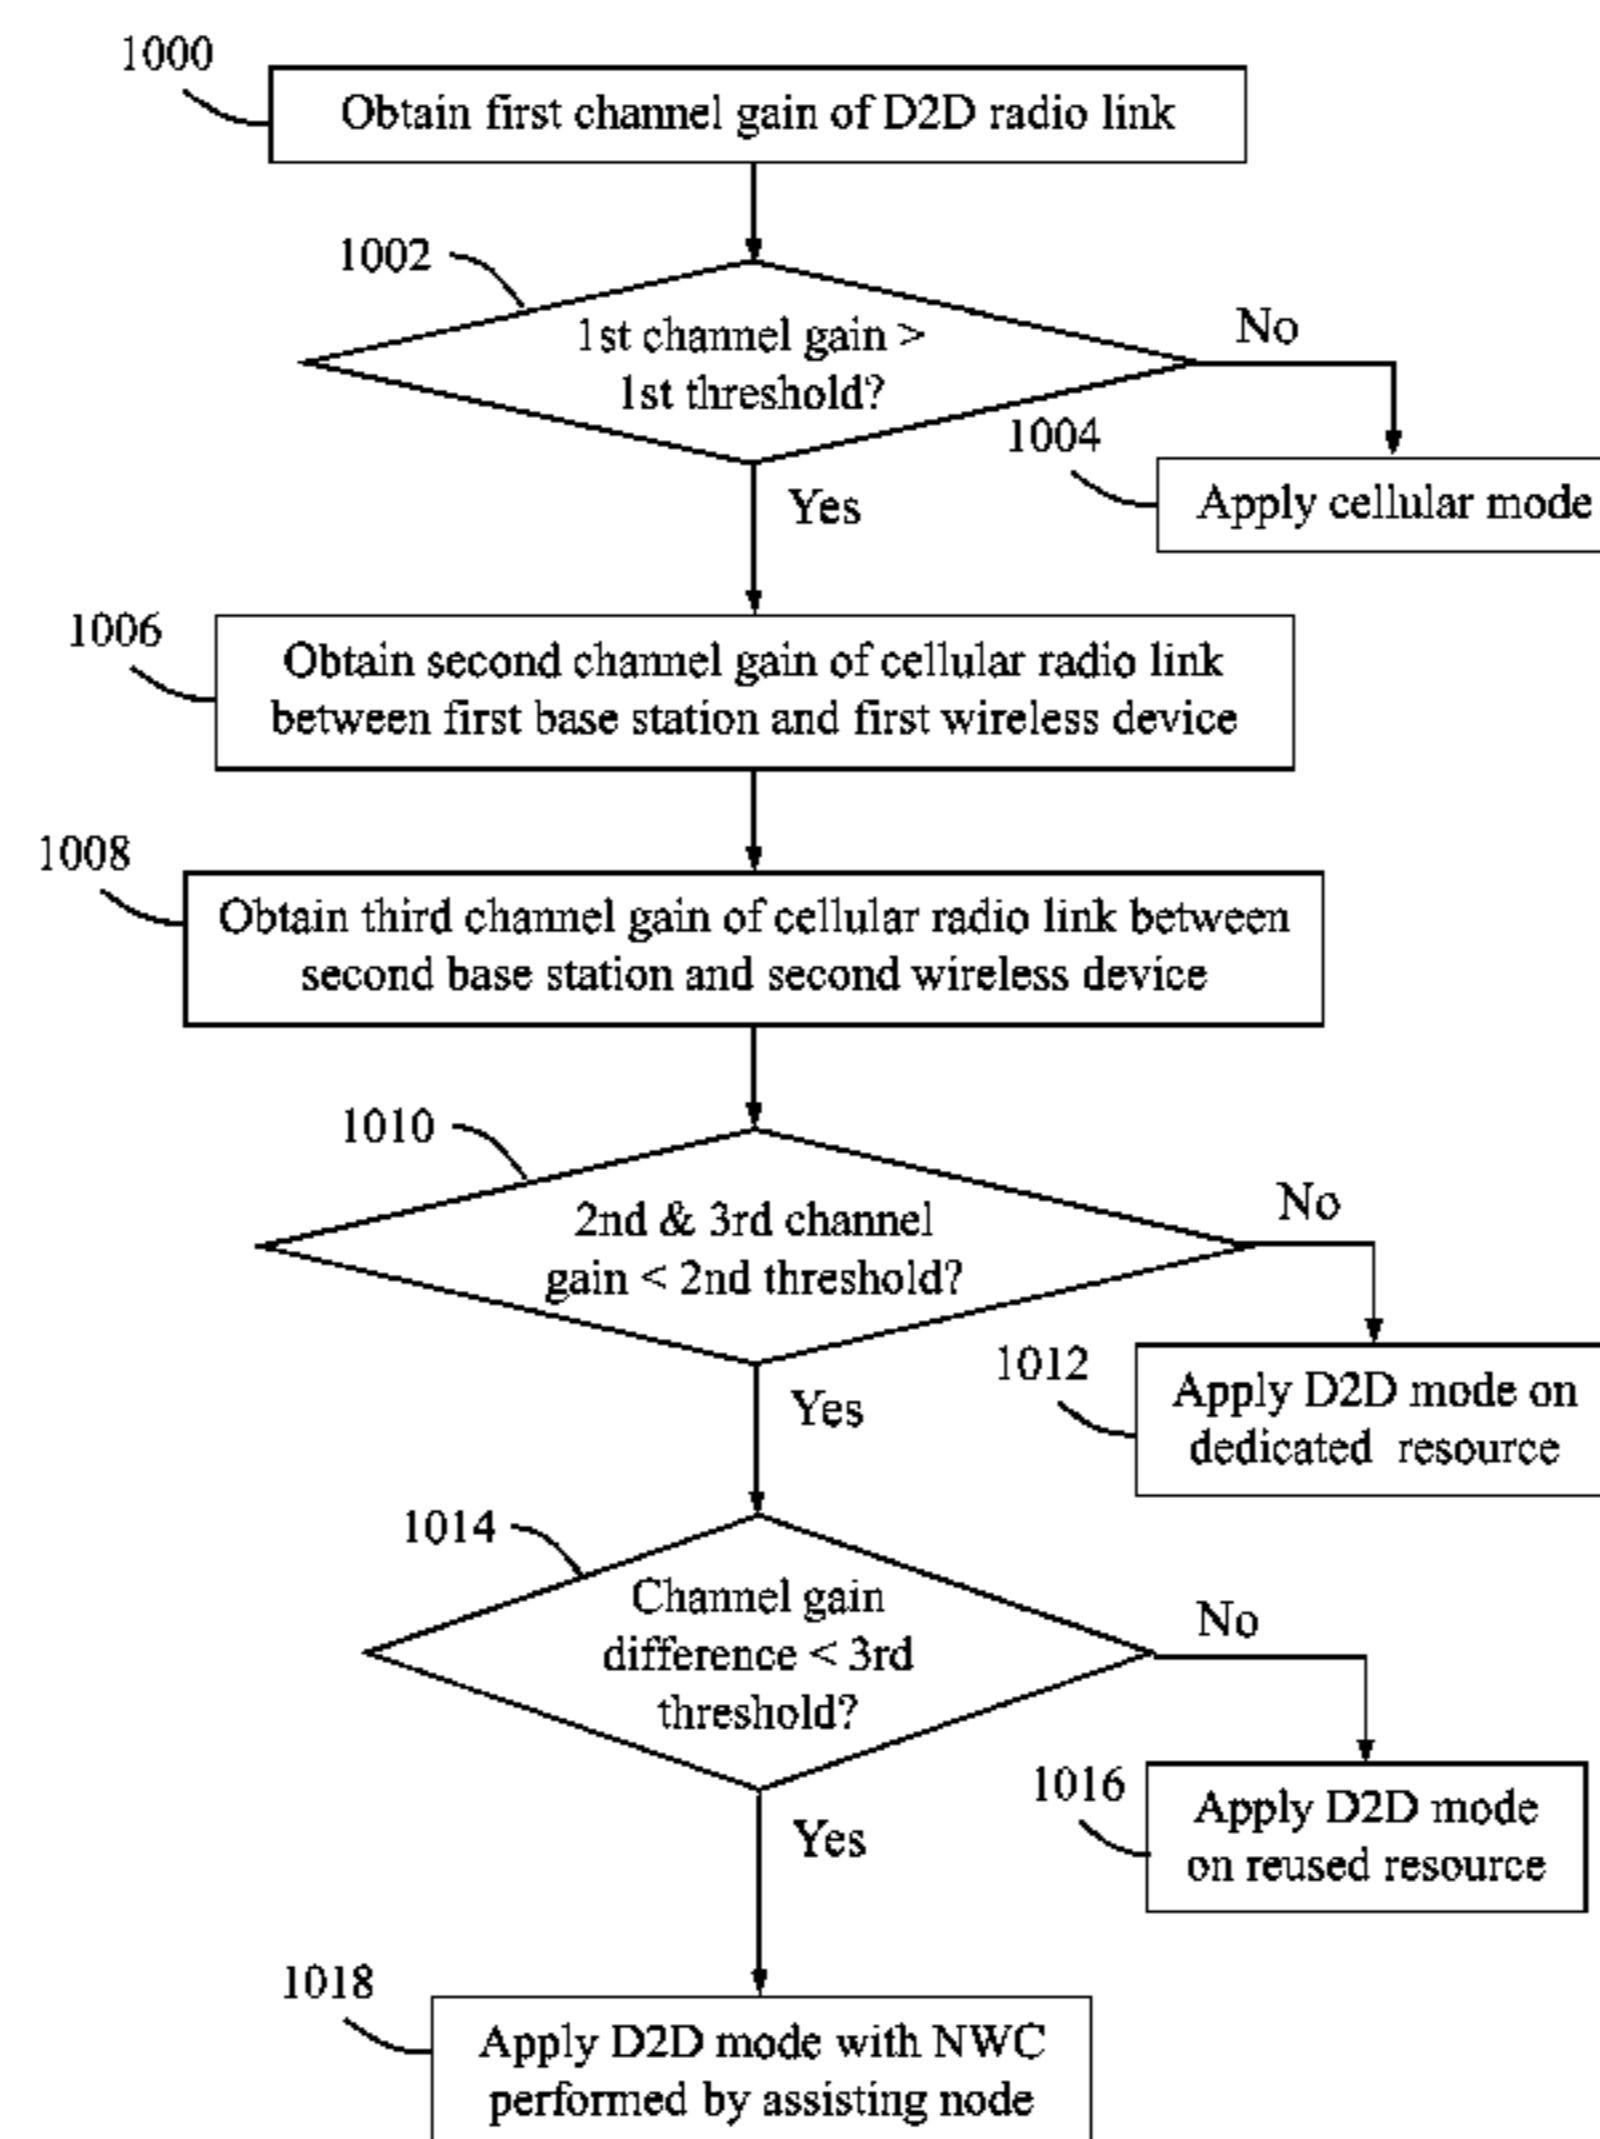 1000
Obtain first channel gain of D2D radio link
1002
1st channel gain >
1st threshold?
No
1004
Apply cellular mode
Yes
1006
Obtain second channel gain of cellular radio link
between first base station and first wireless device
1008
Obtain third channel gain of cellular radio link between
second base station and second wireless device
1010
2nd & 3rd channel
gain < 2nd threshold?
No
1012
Apply D2D mode on
dedicated resource
Yes
1014
Channel gain
difference < 3rd
threshold?
No
1016
Apply D2D mode
on reused resource
Yes
1018
Apply D2D mode with NWC
performed by assisting node